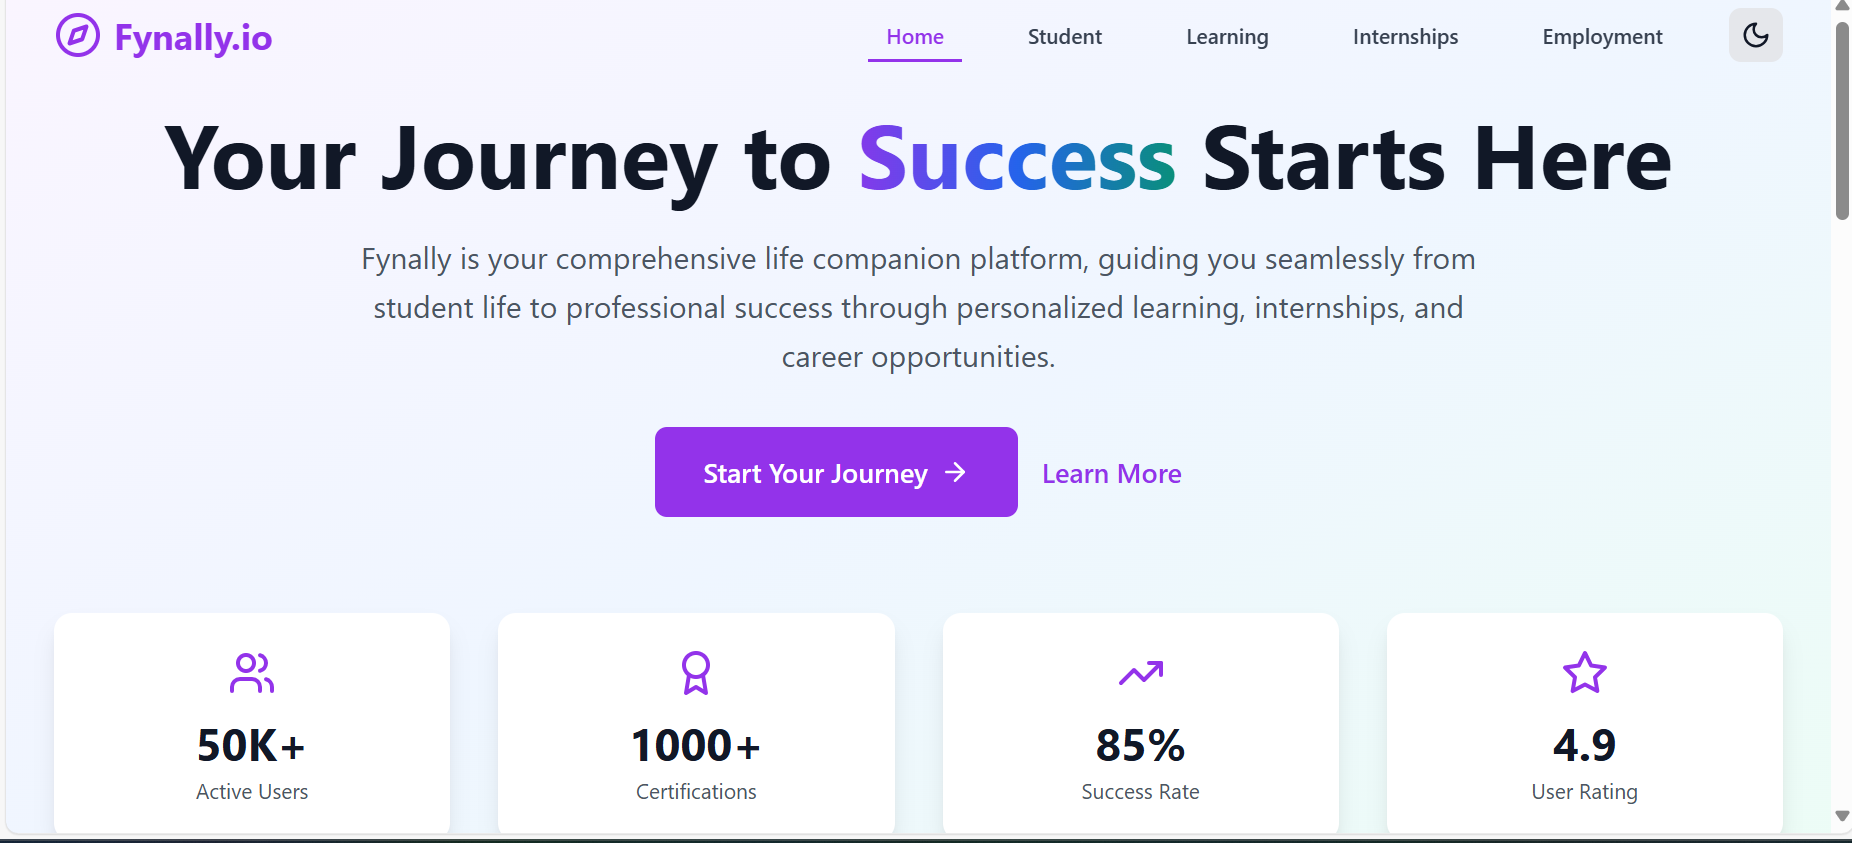 Fynally.io
Home
Student
Learning
Internships
Employment
Your Journey to Success Starts Here
Fynally is your comprehensive life companion platform, guiding you seamlessly from
student life to professional success through personalized learning, internships, and
career opportunities.
Start Your Journey
Learn More
50K+
Active Users
1000+
Certifications
85%
Success Rate
4.9
User Rating